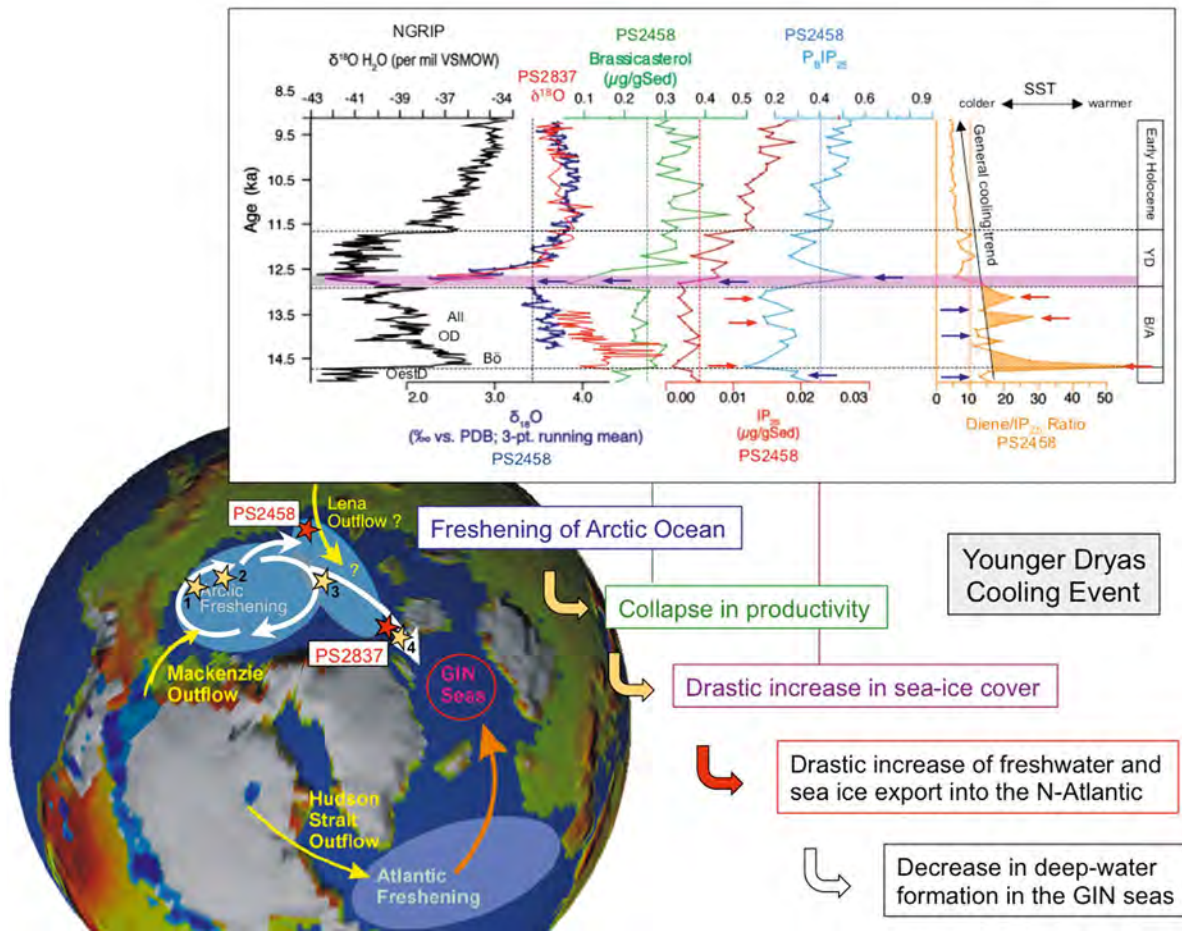 NGRIP
δ¹⁸O H₂O (per mil VSMOW)
-43 -41 -39 -37 -35 -34
PS2837
δ¹⁸O
PS2458
Brassicasterol
(µg/gSed)
0.1 0.2 0.3 0.4 0.5
PS2458
P_BIP₂₅
0.2 0.4 0.6 0.9
SST
colder warmer
Age (ka)
8.5
9.5
10.5
11.5
12.5
13.5
14.5
All
OD
Bö
OestD
General cooling trend
Early Holocene
YD
B/A
2.0 3.0 4.0
δ₁₈O
(‰ vs. PDB; 3-pt. running mean)
PS2458
0.00 0.01 0.02 0.03
IP₂₅
(µg/gSed)
PS2458
0 10 20 30 40 50
Diene/IP₂₅ Ratio
PS2458
PS2458
Lena
Outflow ?
?
1
2
3
4
Arctic
Freshening
PS2837
Mackenzie
Outflow
GIN
Seas
Hudson
Strait
Outflow
Atlantic
Freshening
Freshening of Arctic Ocean
Collapse in productivity
Drastic increase in sea-ice cover
Drastic increase of freshwater and
sea ice export into the N-Atlantic
Decrease in deep-water
formation in the GIN seas
Younger Dryas
Cooling Event